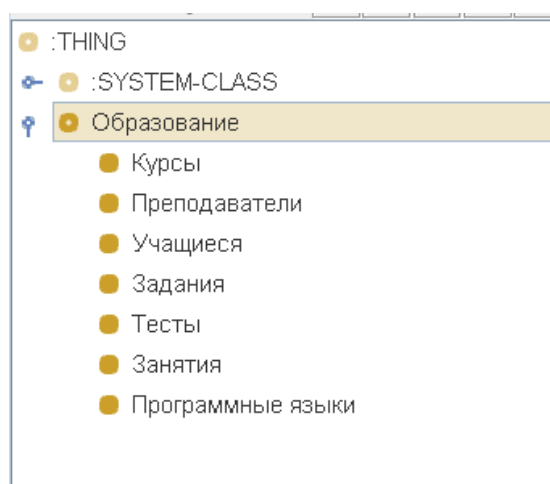 :THING
:SYSTEM-CLASS
Образование
Курсы
Преподаватели
Учащиеся
Задания
Тесты
Занятия
Программные языки